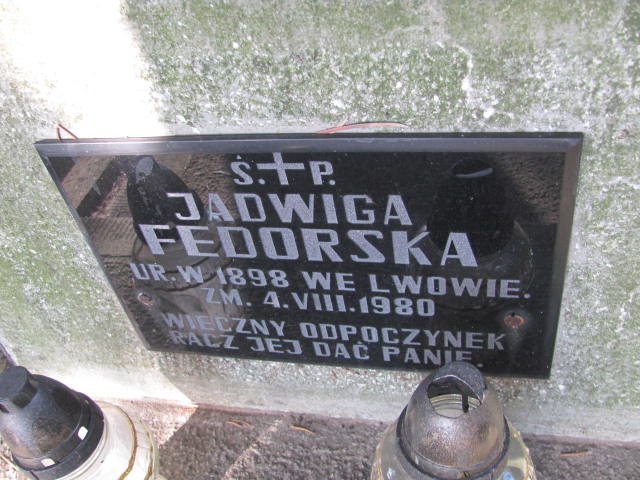 Ś.✝P.
JADWIGA
FEDORSKA
UR. W 1898 WE LWOWIE.
ZM. 4.VIII.1980
WIECZNY ODPOCZYNEK
RACZ JEJ DAĆ PANIE.